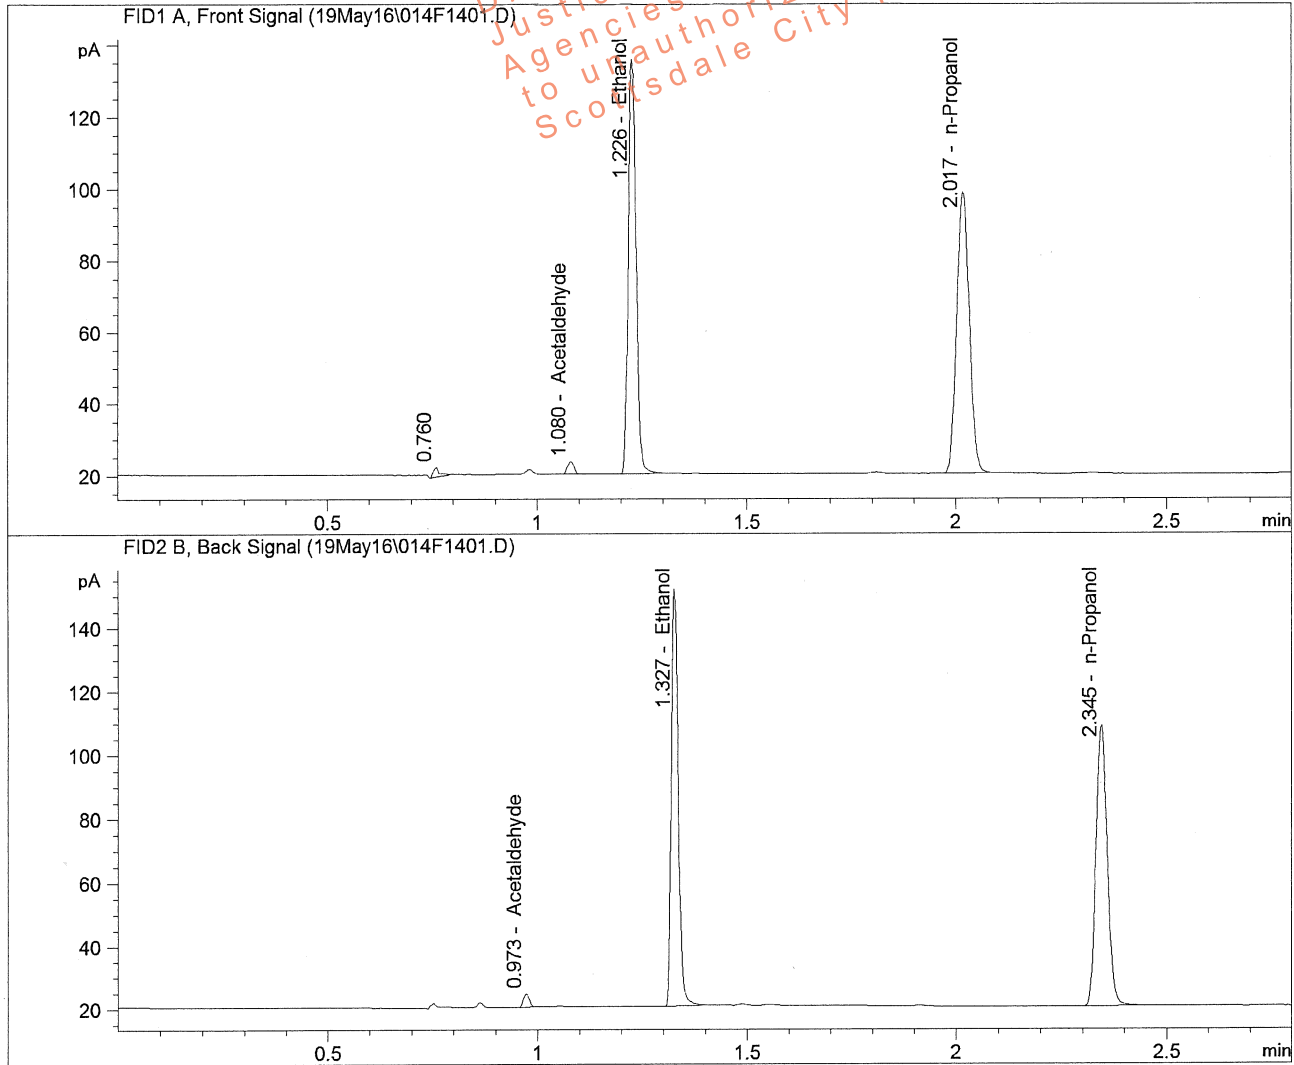 FID1 A, Front Signal (19May16\014F1401.D)
Justic
Agencies
to unauthoriz
Scottsdale City
pA
120
100
80
60
40
20
0.760
1.080 - Acetaldehyde
1.226 - Ethanol
2.017 - n-Propanol
0.5
1
1.5
2
2.5
min
FID2 B, Back Signal (19May16\014F1401.D)
pA
140
120
100
80
60
40
20
0.973 - Acetaldehyde
1.327 - Ethanol
2.345 - n-Propanol
0.5
1
1.5
2
2.5
min